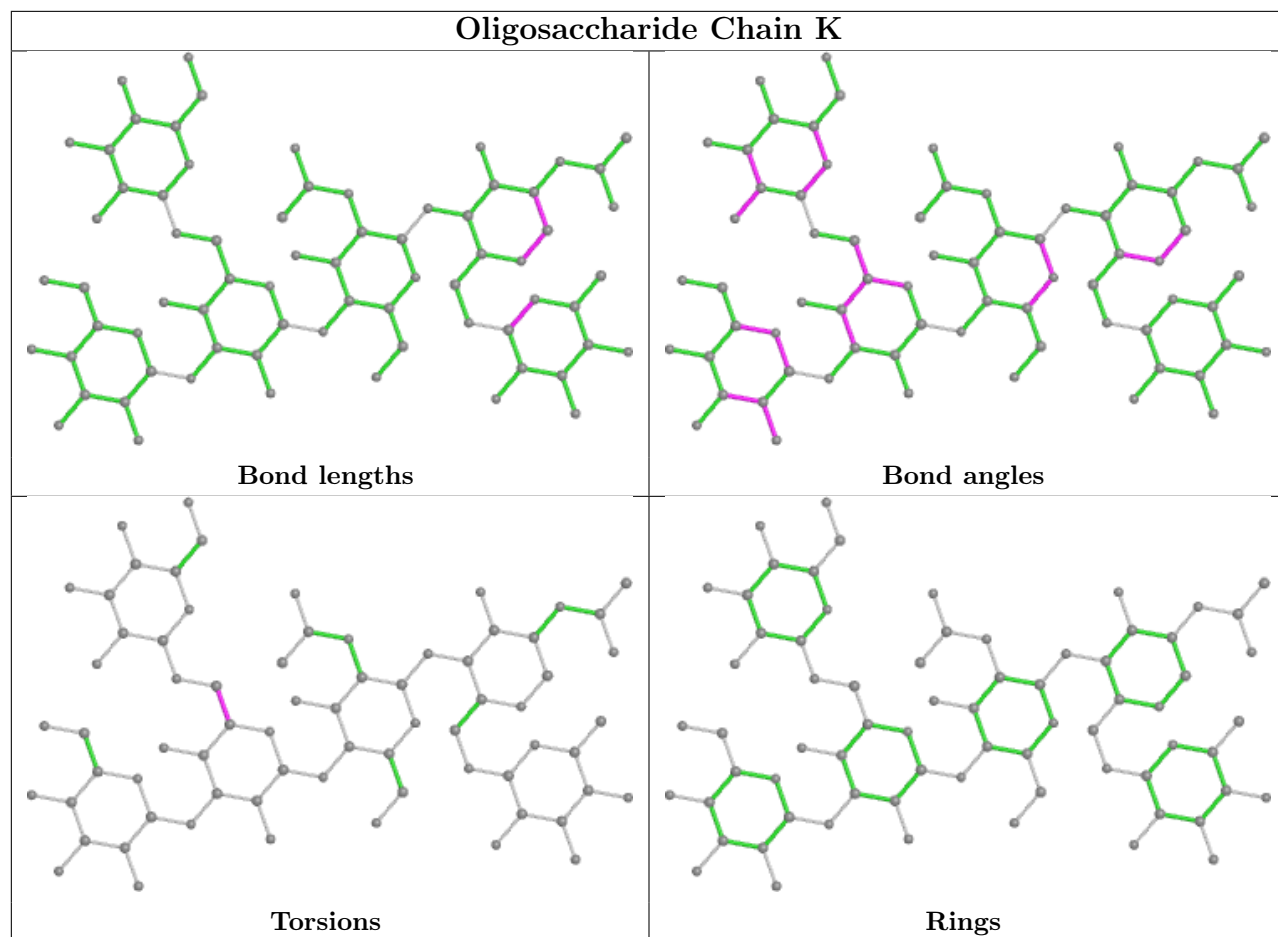 Oligosaccharide Chain K
Bond lengths
Bond angles
Torsions
Rings